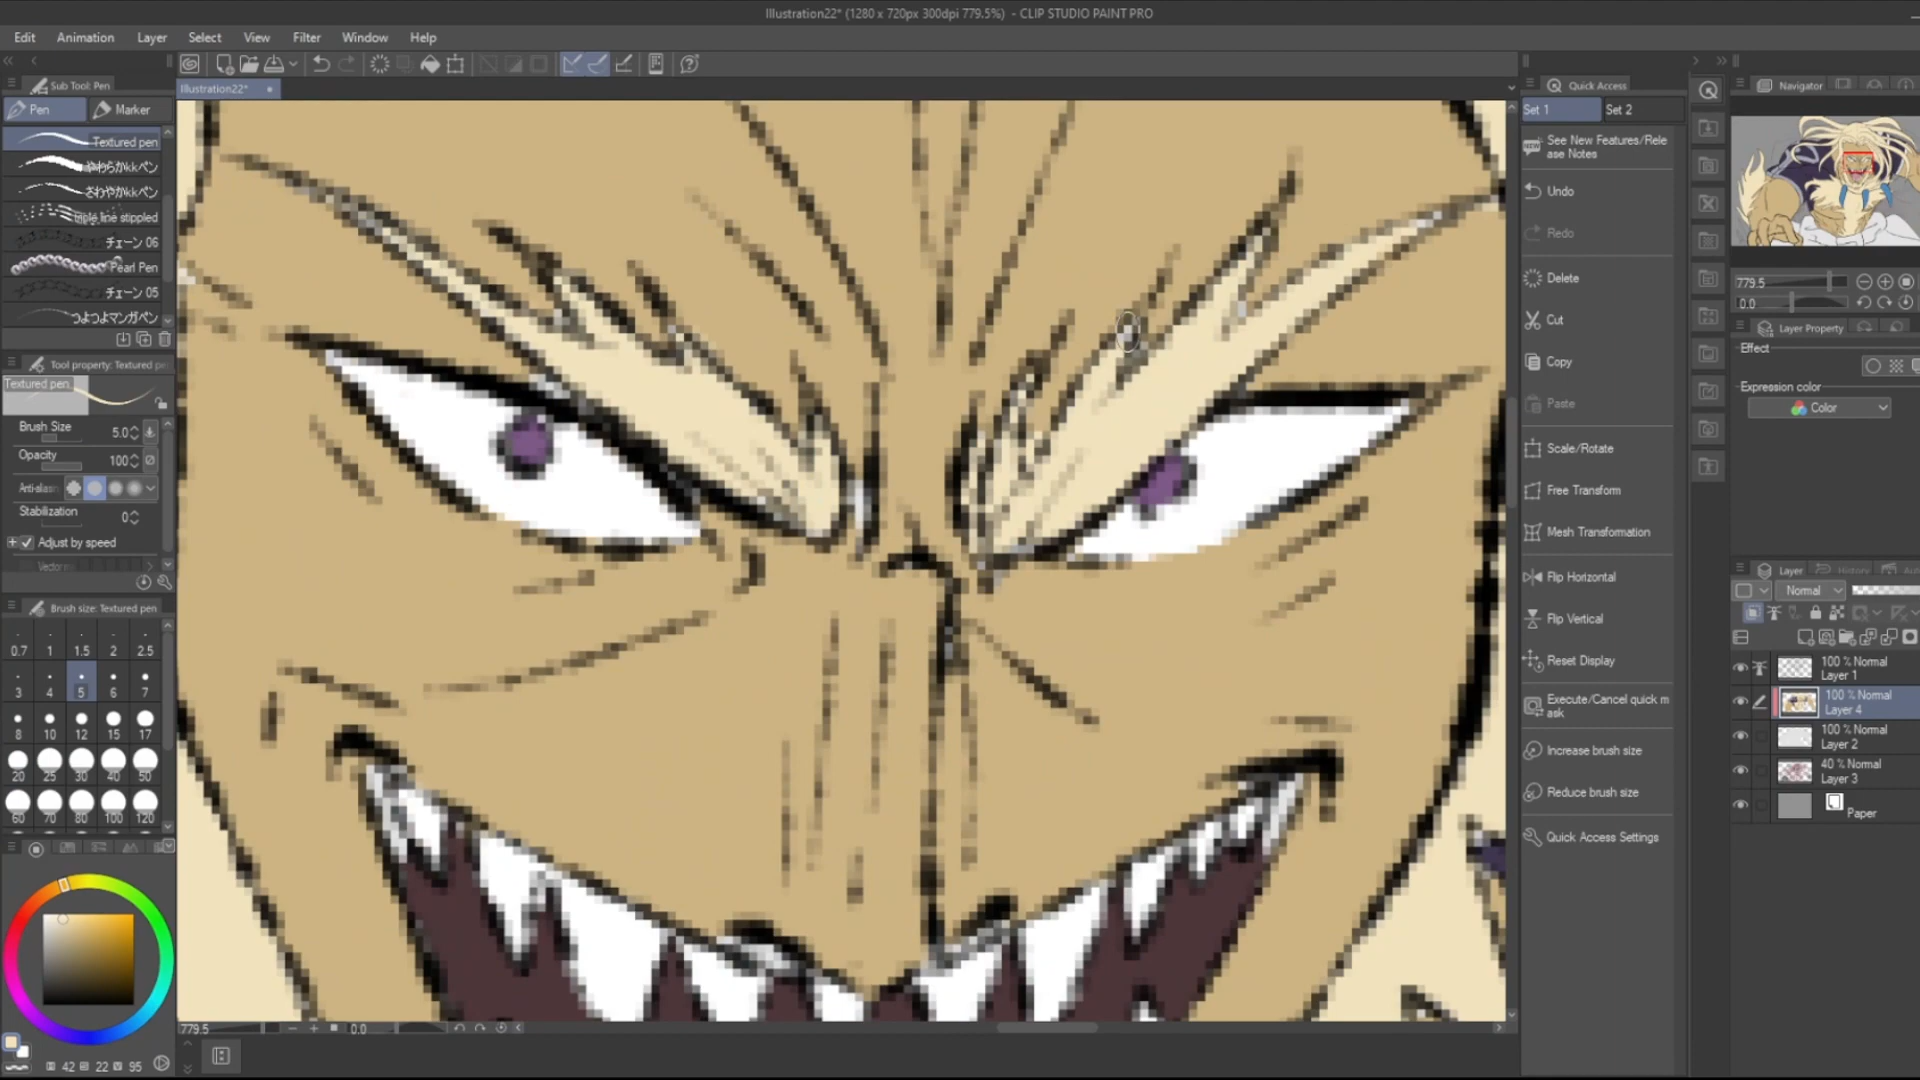 Illustration22* (1280 x 720px 300dpi 779.5%) - CLIP STUDIO PAINT PRO
Edit Animation Layer Select View Filter Window Help
Sub Tool: Pen
Illustration22*
Pen Marker
Textured pen
やわらかkkペン
さわやかkkペン
triple line stippled
チェーン 06
Pearl Pen
チェーン 05
つよつよマンガペン
Tool property: Textured pe
Textured pen
Brush Size 5.0
Opacity 100
Anti-alias
Stabilization 0
Adjust by speed
Brush size: Textured pen
0.7 1 1.5 2 2.5
3 4 5 6 7
8 10 12 15 17
20 25 30 40 50
60 70 80 100 120
42 22 95
779.5 0.0
Quick Access
Set 1 Set 2
See New Features/Rele
ase Notes
Undo
Redo
Delete
Cut
Copy
Paste
Scale/Rotate
Free Transform
Mesh Transformation
Flip Horizontal
Flip Vertical
Reset Display
Execute/Cancel quick m
ask
Increase brush size
Reduce brush size
Quick Access Settings
Navigator
779.5
0.0
Layer Property
Effect
Expression color
Color
Layer History
Normal
100 % Normal
Layer 1
100 % Normal
Layer 4
100 % Normal
Layer 2
40 % Normal
Layer 3
Paper